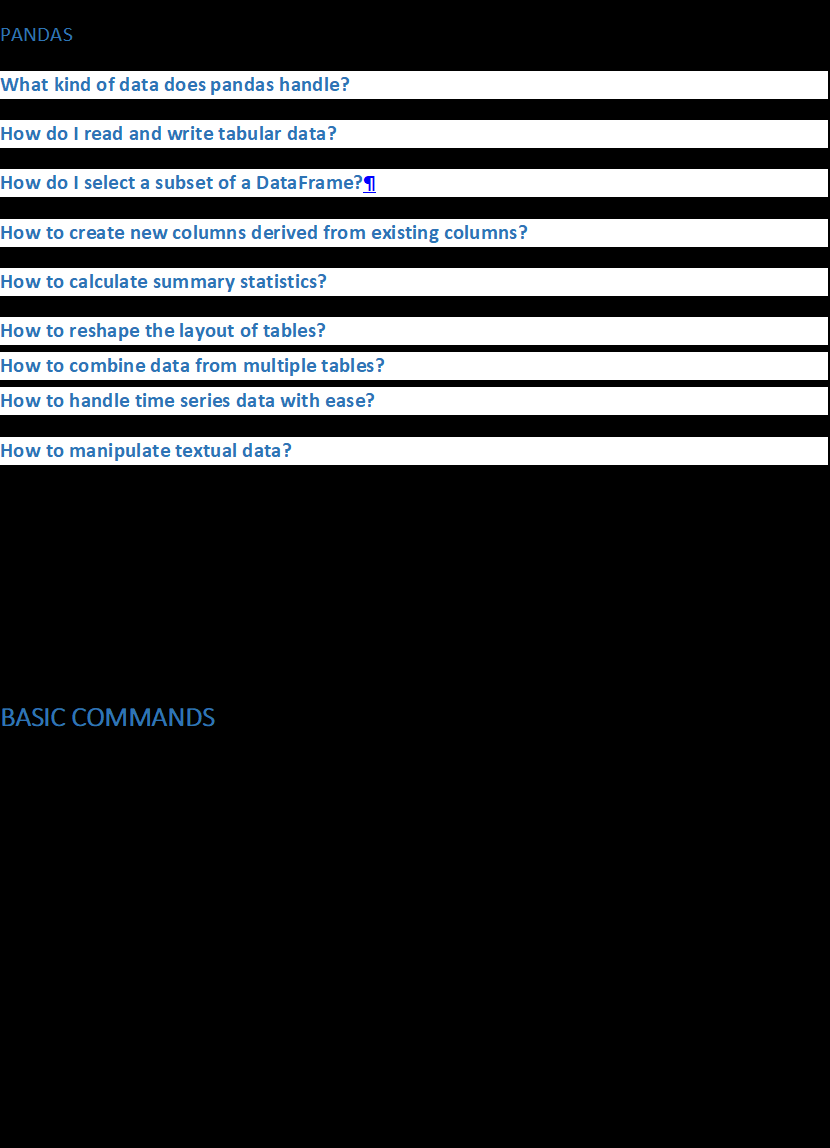 PANDAS
What kind of data does pandas handle?
How do I read and write tabular data?
How do I select a subset of a DataFrame?¶
How to create new columns derived from existing columns?
How to calculate summary statistics?
How to reshape the layout of tables?
How to combine data from multiple tables?
How to handle time series data with ease?
How to manipulate textual data?
BASIC COMMANDS